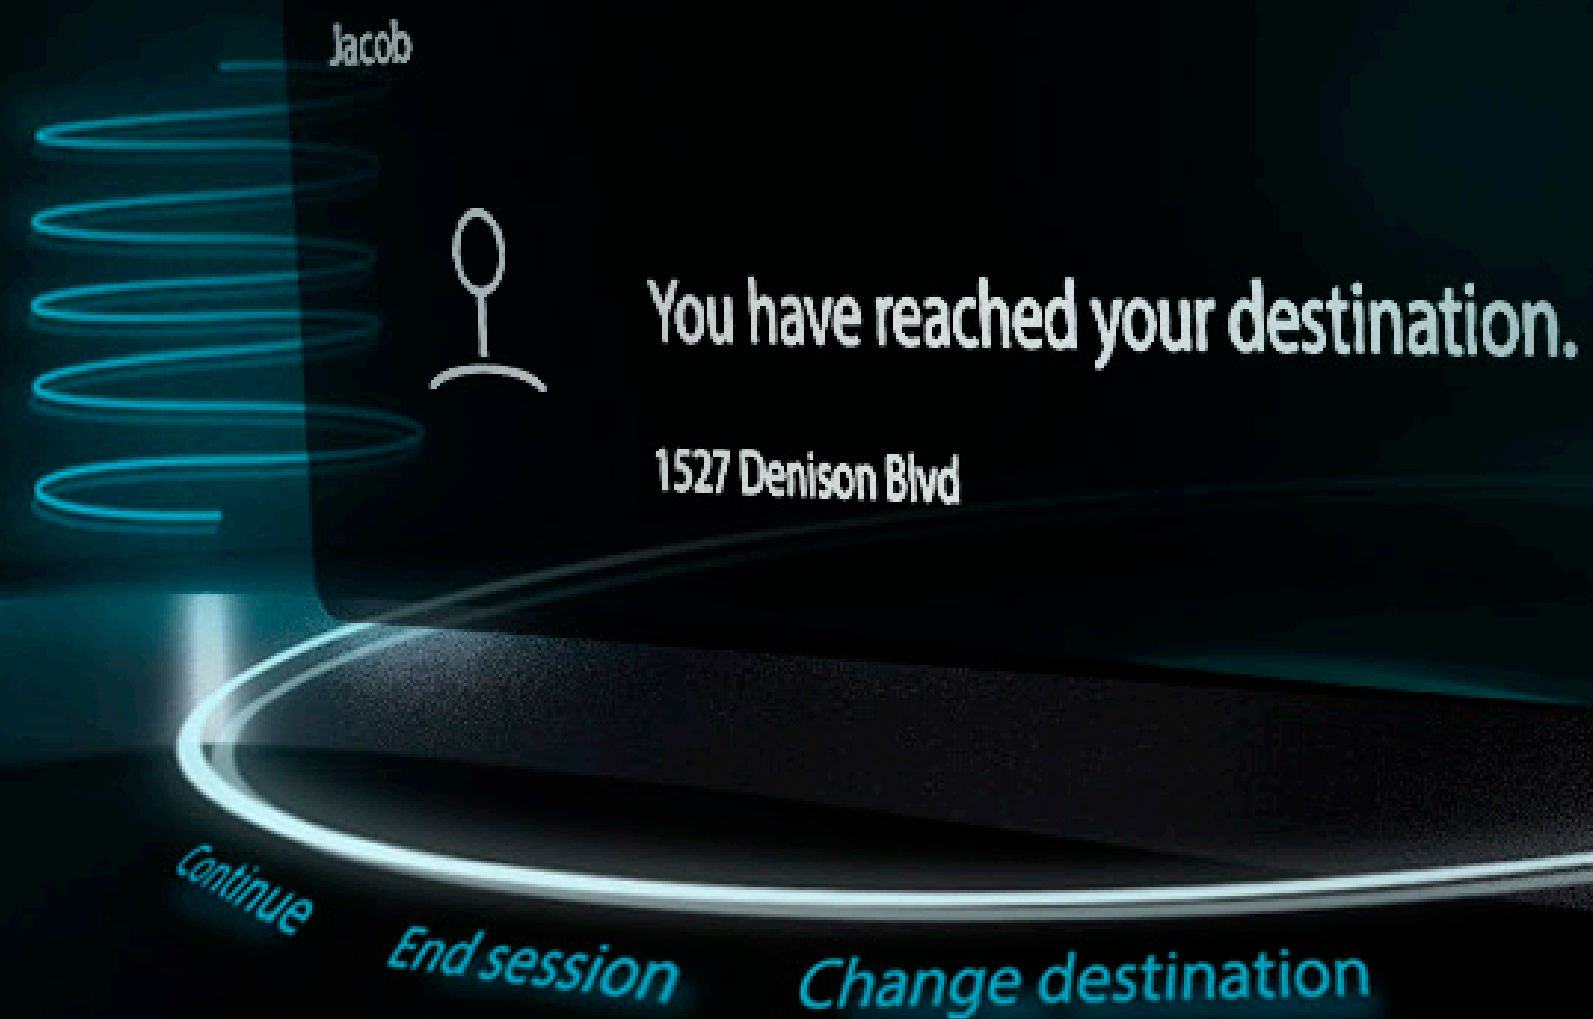 Jacob
You have reached your destination.
1527 Denison Blvd
Continue
End session
Change destination